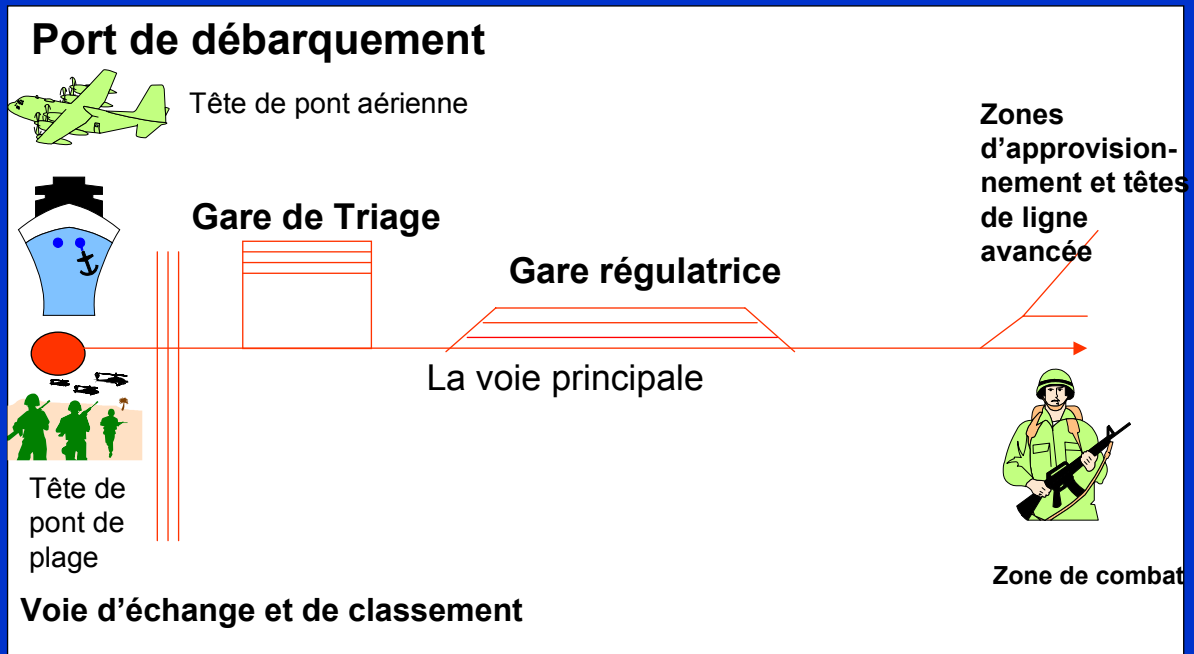 Port de débarquement
Tête de pont aérienne
Zones
d’approvision-
nement et têtes
de ligne
avancée
Gare de Triage
Gare régulatrice
La voie principale
Tête de
pont de
plage
Zone de combat
Voie d’échange et de classement